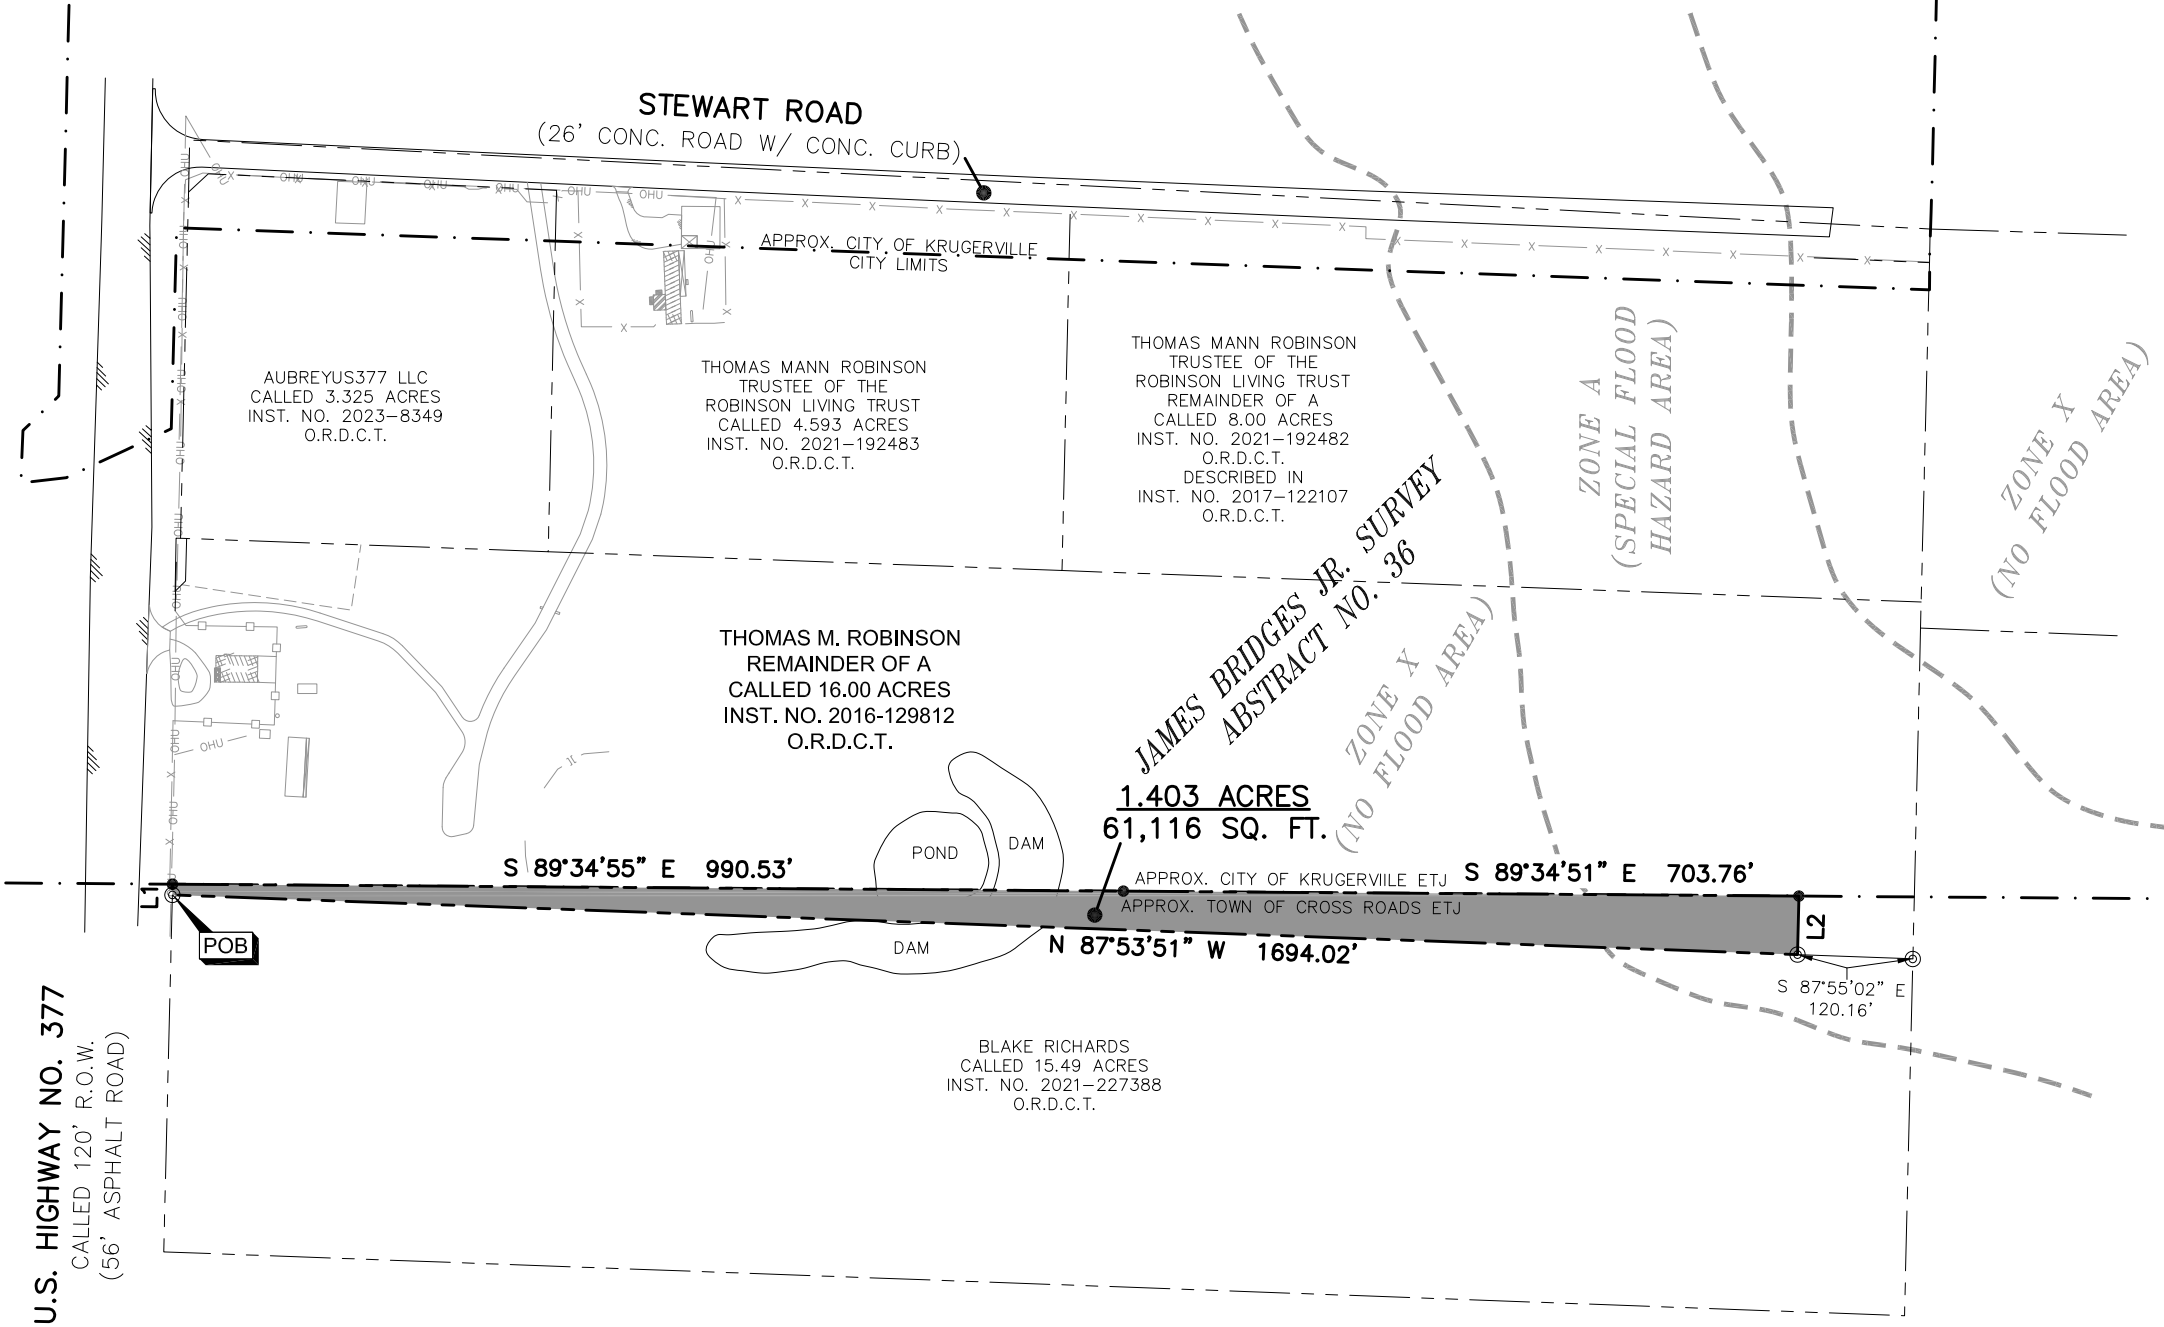 STEWART ROAD
(26' CONC. ROAD W/ CONC. CURB)
OHU
OHU
OHU
OHU
OHU
OHU
OHU
APPROX. CITY OF KRUGERVILLE
CITY LIMITS
AUBREYUS377 LLC
CALLED 3.325 ACRES
INST. NO. 2023-8349
O.R.D.C.T.
THOMAS MANN ROBINSON
TRUSTEE OF THE
ROBINSON LIVING TRUST
CALLED 4.593 ACRES
INST. NO. 2021-192483
O.R.D.C.T.
THOMAS MANN ROBINSON
TRUSTEE OF THE
ROBINSON LIVING TRUST
REMAINDER OF A
CALLED 8.00 ACRES
INST. NO. 2021-192482
O.R.D.C.T.
DESCRIBED IN
INST. NO. 2017-122107
O.R.D.C.T.
ZONE A
(SPECIAL FLOOD
HAZARD AREA)
ZONE X
(NO FLOOD AREA)
JAMES BRIDGES JR. SURVEY
ABSTRACT NO. 36
ZONE X
(NO FLOOD AREA)
THOMAS M. ROBINSON
REMAINDER OF A
CALLED 16.00 ACRES
INST. NO. 2016-129812
O.R.D.C.T.
OHU
1.403 ACRES
61,116 SQ. FT.
POND
DAM
S 89°34'55" E 990.53'
APPROX. CITY OF KRUGERVIILE ETJ
S 89°34'51" E 703.76'
APPROX. TOWN OF CROSS ROADS ETJ
L1
L2
POB
DAM
N 87°53'51" W 1694.02'
S 87°55'02" E
120.16'
U.S. HIGHWAY NO. 377
CALLED 120' R.O.W.
(56' ASPHALT ROAD)
BLAKE RICHARDS
CALLED 15.49 ACRES
INST. NO. 2021-227388
O.R.D.C.T.